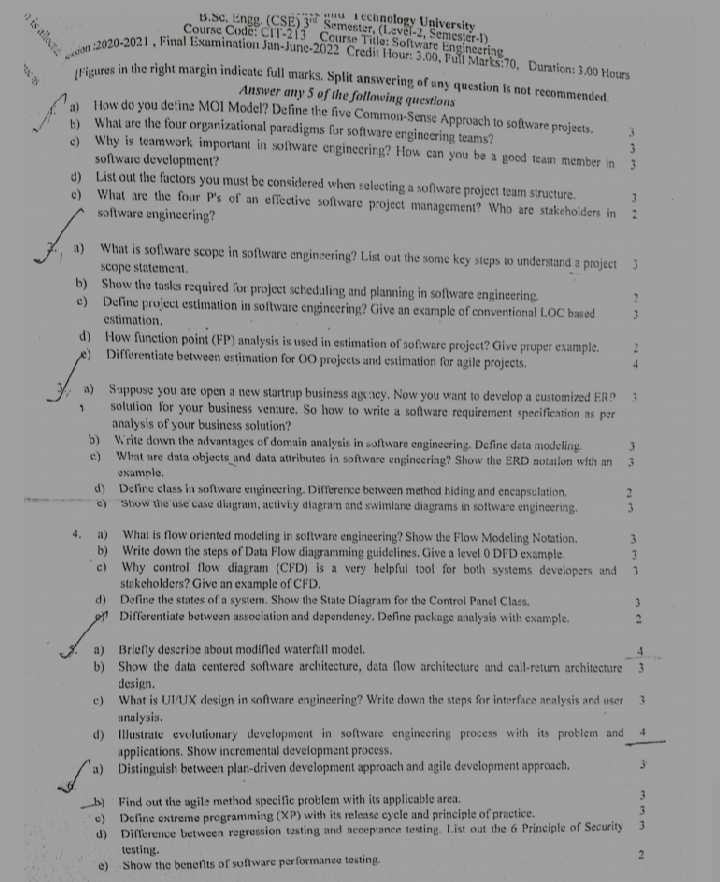 Technology University
B.Sc. Engg. (CSE) 3rd Semester, (Level-2, Semester-I)
Course Code: CIT-213 Course Title: Software Engineering
Session :2020-2021 , Final Examination Jan-June-2022 Credit Hour: 3.00, Full Marks:70, Duration: 3.00 Hours
[Figures in the right margin indicate full marks. Split answering of any question is not recommended.
Answer any 5 of the following questions
1. a) How do you define MOI Model? Define the five Common-Sense Approach to software projects. 3
b) What are the four organizational paradigms for software engineering teams? 3
c) Why is teamwork important in software engineering? How can you be a good team member in 3
software development?
d) List out the factors you must be considered when selecting a software project team structure. 3
e) What are the four P's of an effective software project management? Who are stakeholders in 2
software engineering?
2. a) What is software scope in software engineering? List out the some key steps to understand a project 3
scope statement.
b) Show the tasks required for project scheduling and planning in software engineering. 2
c) Define project estimation in software engineering? Give an example of conventional LOC based 3
estimation.
d) How function point (FP) analysis is used in estimation of software project? Give proper example. 2
e) Differentiate between estimation for OO projects and estimation for agile projects. 4
3. a) Suppose you are open a new startrup business agency. Now you want to develop a customized ERP 3
solution for your business venture. So how to write a software requirement specification as per
analysis of your business solution?
b) Write down the advantages of domain analysis in software engineering. Define data modeling. 3
c) What are data objects and data attributes in software engineering? Show the ERD notation with an 3
example.
d) Define class in software engineering. Difference between method hiding and encapsulation. 2
e) Show the use case diagram, activity diagram and swimlane diagrams in software engineering. 3
4. a) What is flow oriented modeling in software engineering? Show the Flow Modeling Notation. 3
b) Write down the steps of Data Flow diagramming guidelines. Give a level 0 DFD example. 3
c) Why control flow diagram (CFD) is a very helpful tool for both systems developers and 3
stakeholders? Give an example of CFD.
d) Define the states of a system. Show the State Diagram for the Control Panel Class. 3
e) Differentiate between association and dependency. Define package analysis with example. 2
5. a) Briefly describe about modified waterfall model. 4
b) Show the data centered software architecture, data flow architecture and call-return architecture 3
design.
c) What is UI/UX design in software engineering? Write down the steps for interface analysis and user 3
analysis.
d) Illustrate evolutionary development in software engineering process with its problem and 4
applications. Show incremental development process.
6. a) Distinguish between plan-driven development approach and agile development approach. 3
b) Find out the agile method specific problem with its applicable area. 3
c) Define extreme programming (XP) with its release cycle and principle of practice. 3
d) Difference between regression testing and acceptance testing. List out the 6 Principle of Security 3
testing.
e) Show the benefits of software performance testing. 2